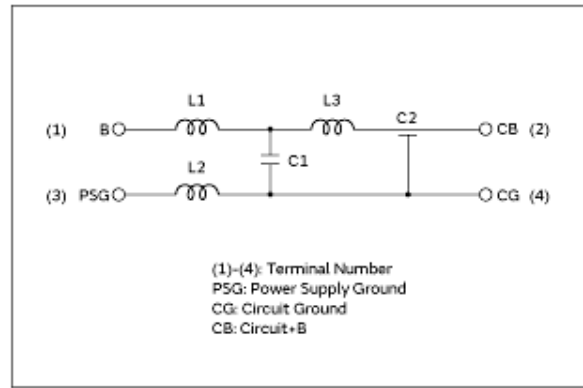 L1 L3 C2
(1) B CB (2)
C1
L2
(3) PSG CG (4)
(1)-(4): Terminal Number
PSG: Power Supply Ground
CG: Circuit Ground
CB: Circuit+B